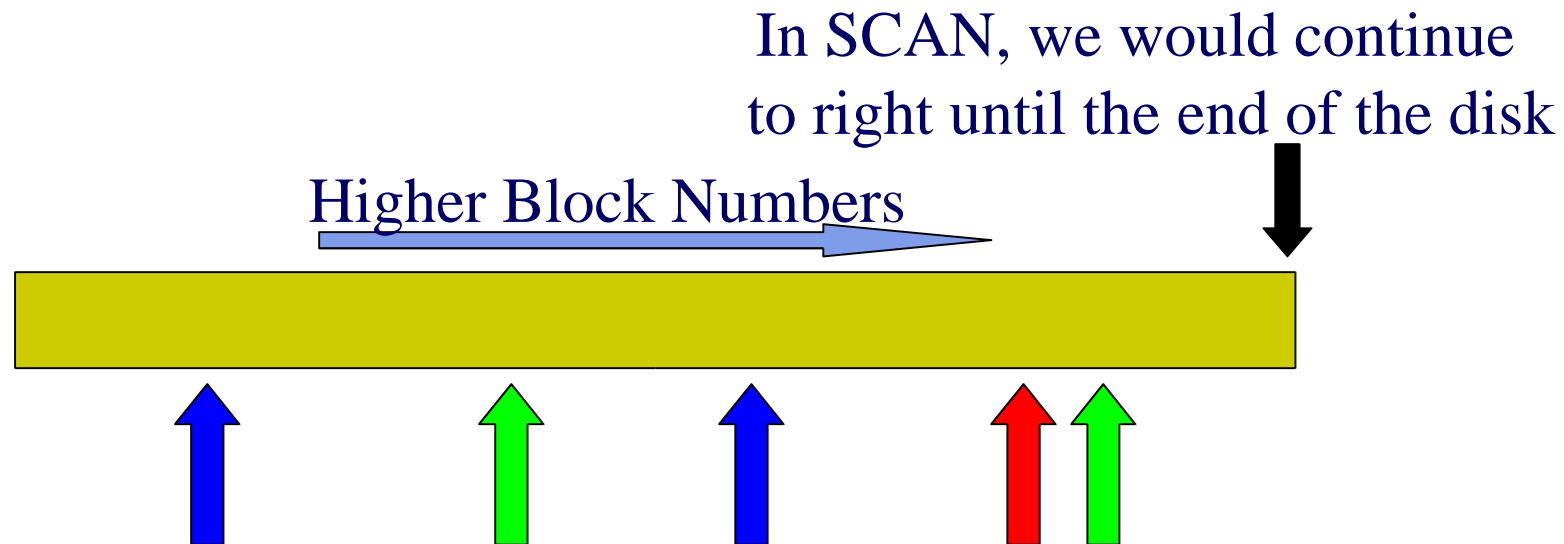 In SCAN, we would continue
to right until the end of the disk
Higher Block Numbers